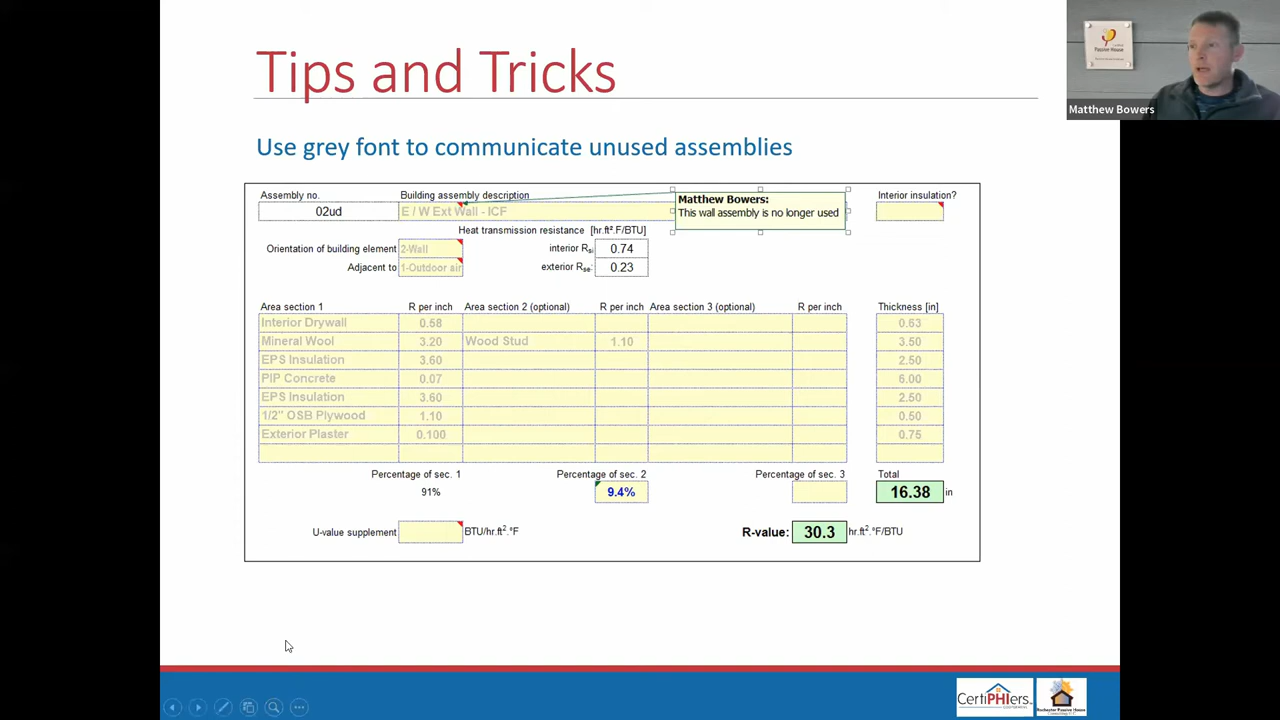 Tips and Tricks
Matthew Bowers
Use grey font to communicate unused assemblies
Assembly no.
Building assembly description
Interior insulation?
02ud
E / W Ext Wall - ICF
Matthew Bowers:
This wall assembly is no longer used
Heat transmission resistance [hr.ft².F/BTU]
Orientation of building element 2-Wall interior Rsi 0.74
Adjacent to 1-Outdoor air exterior Rse: 0.23
Area section 1 R per inch Area section 2 (optional) R per inch Area section 3 (optional) R per inch Thickness [in]
Interior Drywall 0.58 0.63
Mineral Wool 3.20 Wood Stud 1.10 3.50
EPS Insulation 3.60 2.50
PIP Concrete 0.07 6.00
EPS Insulation 3.60 2.50
1/2" OSB Plywood 1.10 0.50
Exterior Plaster 0.100 0.75
Percentage of sec. 1 Percentage of sec. 2 Percentage of sec. 3 Total
91% 9.4% 16.38 in
U-value supplement BTU/hr.ft².°F R-value: 30.3 hr.ft².°F/BTU
CertiPHIers
Rochester Passive House
Passive House